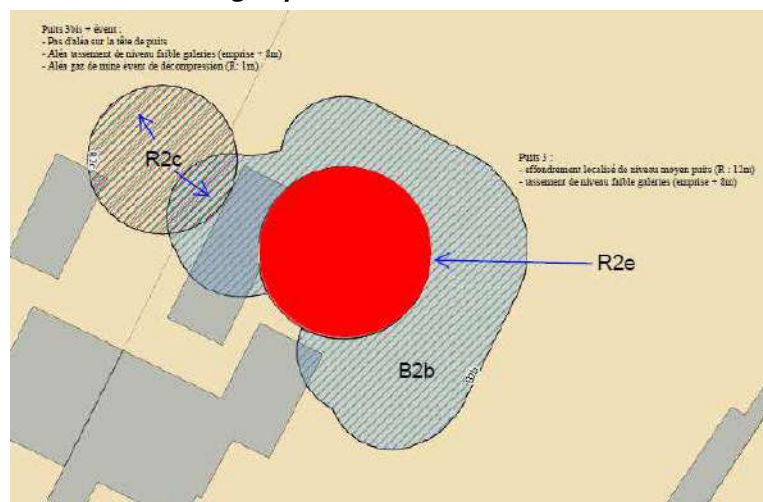 Puits 3bis + évent :
- Pas d'aléa sur la tête de puits
- Aléa tassement de niveau faible galeries (emprise + 8m)
- Aléa gaz de mine évent de décompression (R: 1m)
R2c
R2c
Puits 3 :
- effondrement localisé de niveau moyen puits (R : 12m)
- tassement de niveau faible galeries (emprise + 8m)
R2e
B2b
B2b